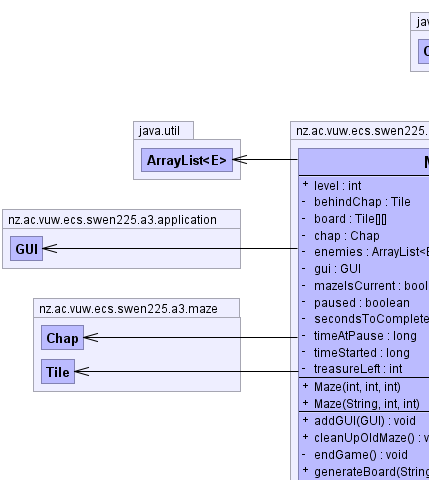 jav
java.util
nz.ac.vuw.ecs.swen225.
ArrayList<E>
+ level : int
- behindChap : Tile
- board : Tile[][]
- chap : Chap
- enemies : ArrayList<E
- gui : GUI
- mazeIsCurrent : bool
- paused : boolean
- secondsToComplete
- timeAtPause : long
- timeStarted : long
- treasureLeft : int
+ Maze(int, int, int)
+ Maze(String, int, int)
+ addGUI(GUI) : void
+ cleanUpOldMaze() : v
- endGame() : void
+ generateBoard(String
nz.ac.vuw.ecs.swen225.a3.application
GUI
nz.ac.vuw.ecs.swen225.a3.maze
Chap
Tile